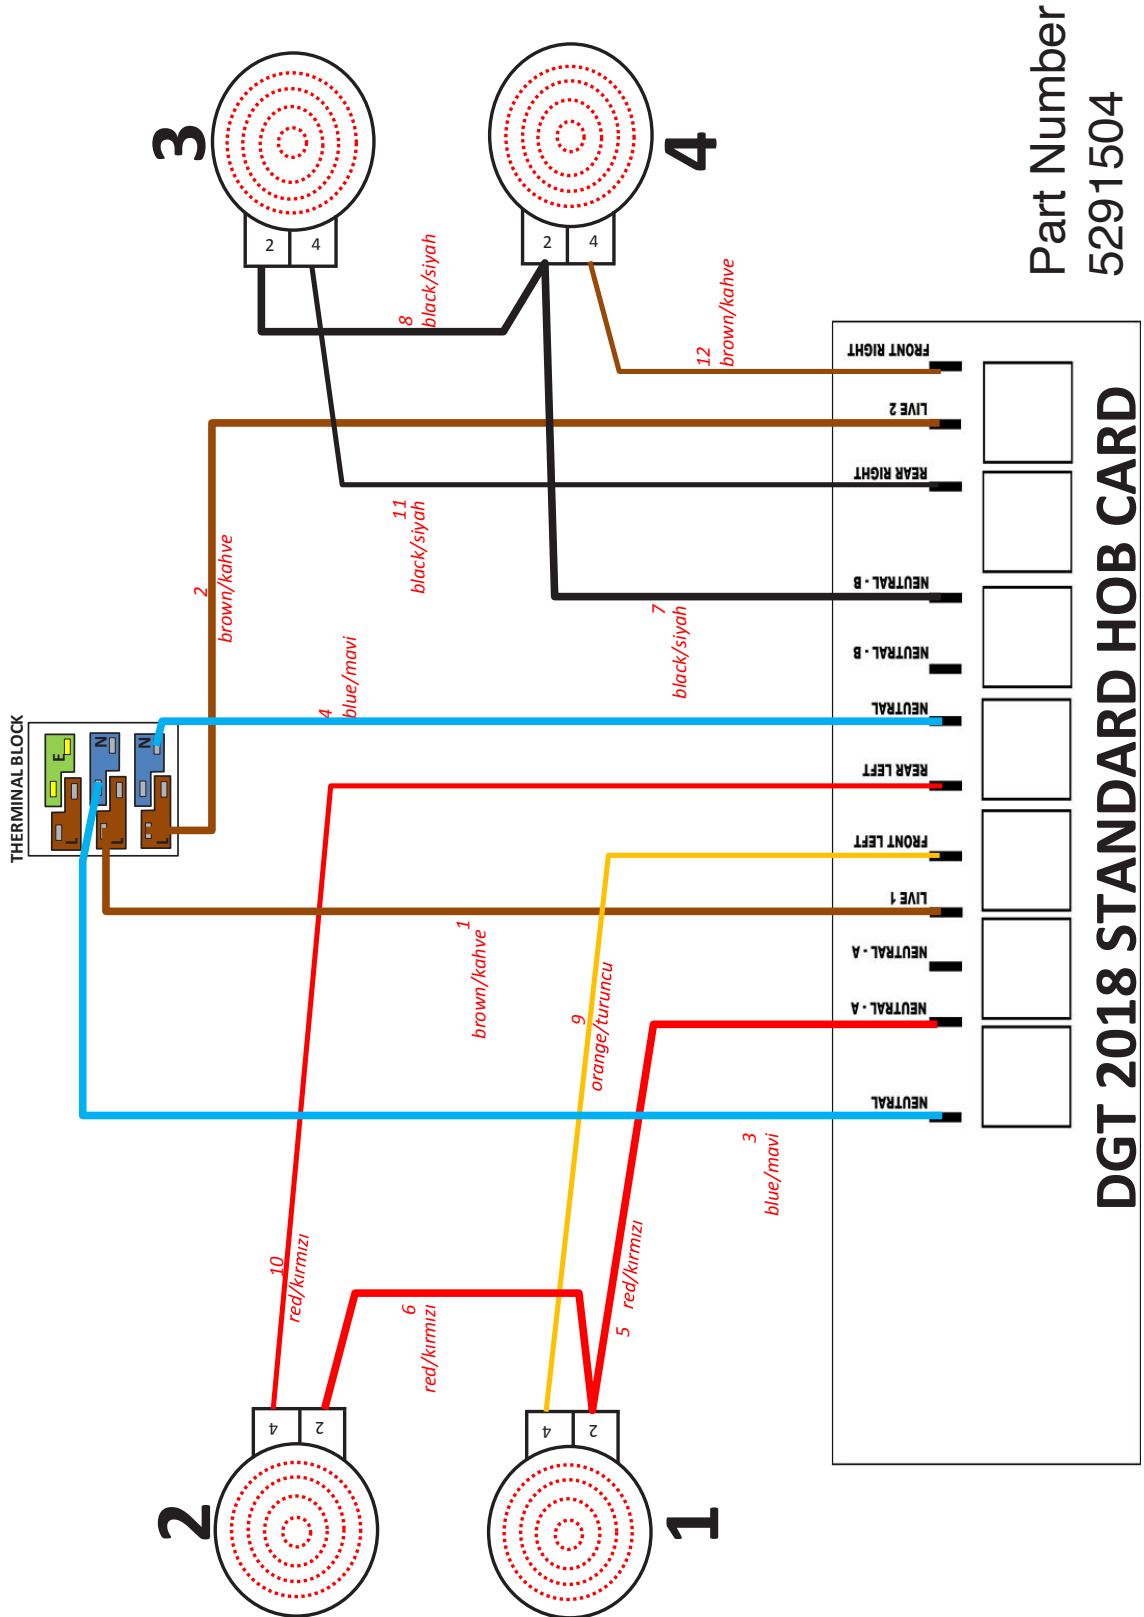 THERMINAL BLOCK
E
L
N
L
N
L
3
2
4
4
2
4
2
4
2
1
4
2
8
black/siyah
12
brown/kahve
11
black/siyah
2
brown/kahve
7
black/siyah
4
blue/mavi
1
brown/kahve
9
orange/turuncu
3
blue/mavi
10
red/kırmızı
6
red/kırmızı
5 red/kırmızı
NEUTRAL
NEUTRAL - A
NEUTRAL - A
LIVE 1
FRONT LEFT
REAR LEFT
NEUTRAL
NEUTRAL - B
NEUTRAL - B
REAR RIGHT
LIVE 2
FRONT RIGHT
DGT 2018 STANDARD HOB CARD
Part Number
5291504